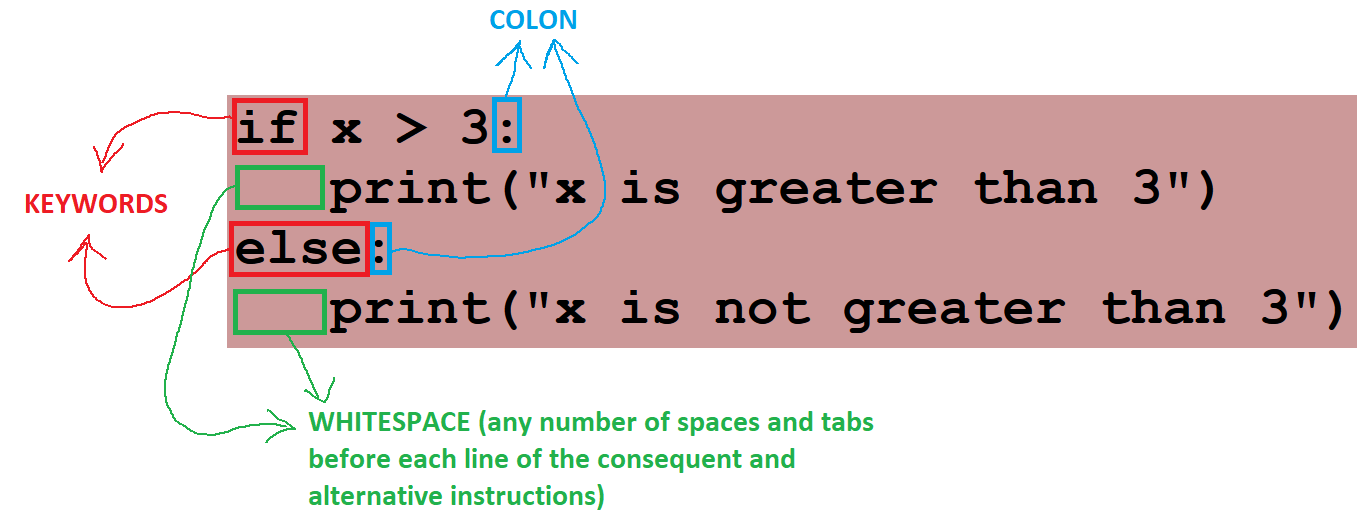 COLON
if x > 3:
    print("x is greater than 3")
KEYWORDS
else:
    print("x is not greater than 3")
WHITESPACE (any number of spaces and tabs
before each line of the consequent and
alternative instructions)